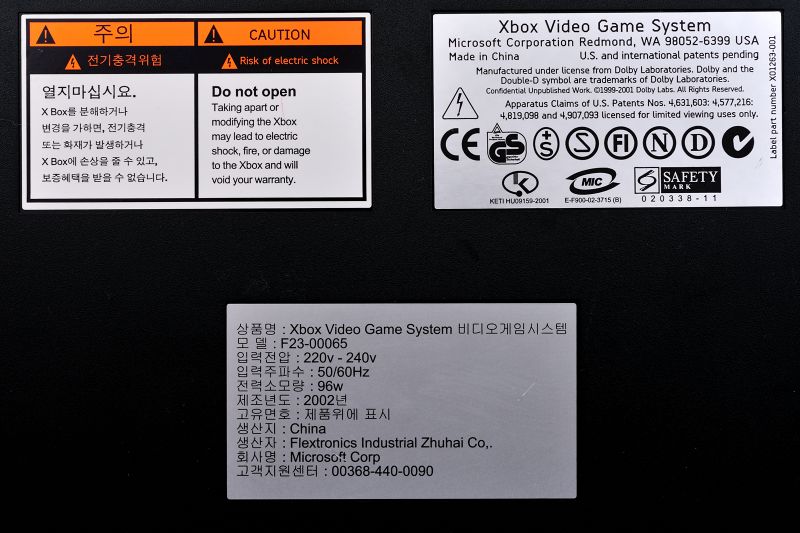 주의
전기충격위험
열지마십시요.
X Box를 분해하거나
변경을 가하면, 전기충격
또는 화재가 발생하거나
X Box에 손상을 줄 수 있고,
보증혜택을 받을 수 없습니다.
CAUTION
Risk of electric shock
Do not open
Taking apart or
modifying the Xbox
may lead to electric
shock, fire, or damage
to the Xbox and will
void your warranty.
Xbox Video Game System
Microsoft Corporation Redmond, WA 98052-6399 USA
Made in China U.S. and international patents pending
Manufactured under license from Dolby Laboratories. Dolby and the
Double-D symbol are trademarks of Dolby Laboratories.
Confidential Unpublished Work. ©1999-2001 Dolby Labs. All Rights Reserved.
Apparatus Claims of U.S. Patents Nos. 4,631,603; 4,577,216;
4,819,098 and 4,907,093 licensed for limited viewing uses only.
CE GS S FI N D
K MIC S SAFETY
MARK
KETI HU09159-2001 E-F900-02-3715 (B) 020338-11
Label part number X01263-001
상품명 : Xbox Video Game System 비디오게임시스템
모 델 : F23-00065
입력전압 : 220v - 240v
입력주파수 : 50/60Hz
전력소모량 : 96w
제조년도 : 2002년
고유번호 : 제품위에 표시
생산지 : China
생산자 : Flextronics Industrial Zhuhai Co,.
회사명 : Microsoft Corp
고객지원센터 : 00368-440-0090